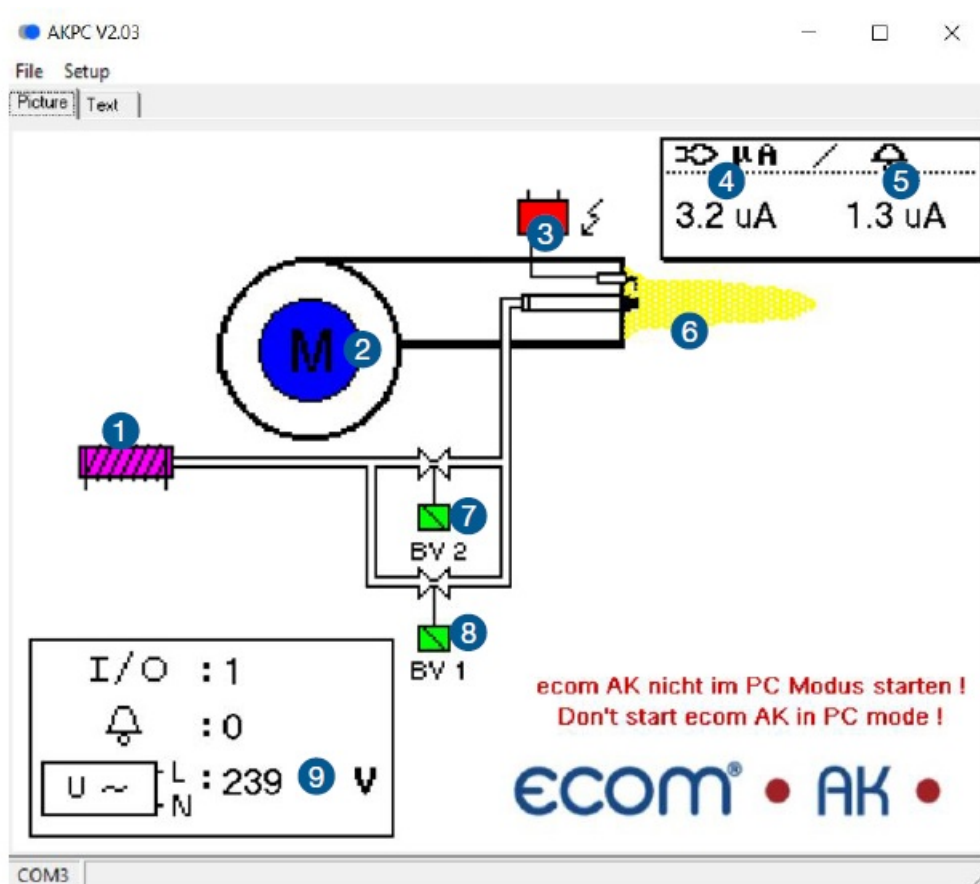 AKPC V2.03
File Setup
Picture Text
µA /
4 5
3.2 uA 1.3 uA
3
6
M 2
1
7
BV 2
8
BV 1
I/O : 1
: 0
U ~ L N : 239 9 V
ecom AK nicht im PC Modus starten !
Don't start ecom AK in PC mode !
ecom® • AK •
COM3